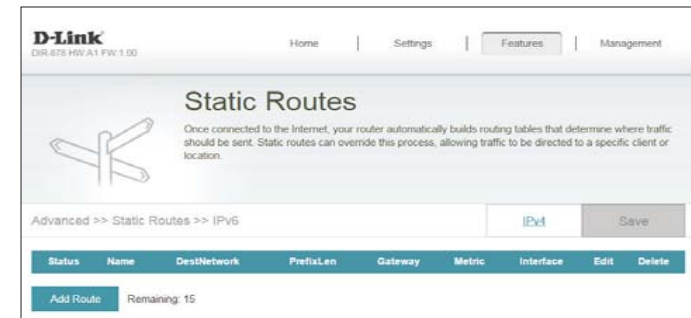 D-Link
DIR-878 HW:A1 FW:1.00
Home | Settings | Features | Management
Static Routes
Once connected to the Internet, your router automatically builds routing tables that determine where traffic
should be sent. Static routes can override this process, allowing traffic to be directed to a specific client or
location.
Advanced >> Static Routes >> IPv6
IPv4
Save
Status Name DestNetwork PrefixLen Gateway Metric Interface Edit Delete
Add Route Remaining: 15